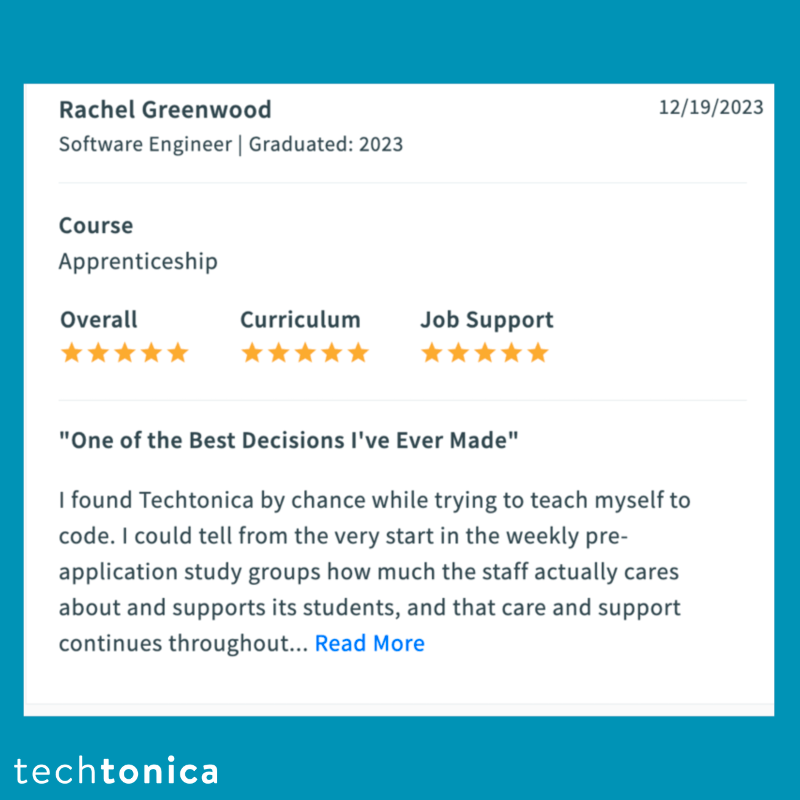 Rachel Greenwood
12/19/2023
Software Engineer | Graduated: 2023
Course
Apprenticeship
Overall Curriculum Job Support
"One of the Best Decisions I've Ever Made"
I found Techtonica by chance while trying to teach myself to
code. I could tell from the very start in the weekly pre-
application study groups how much the staff actually cares
about and supports its students, and that care and support
continues throughout... Read More
techtonica